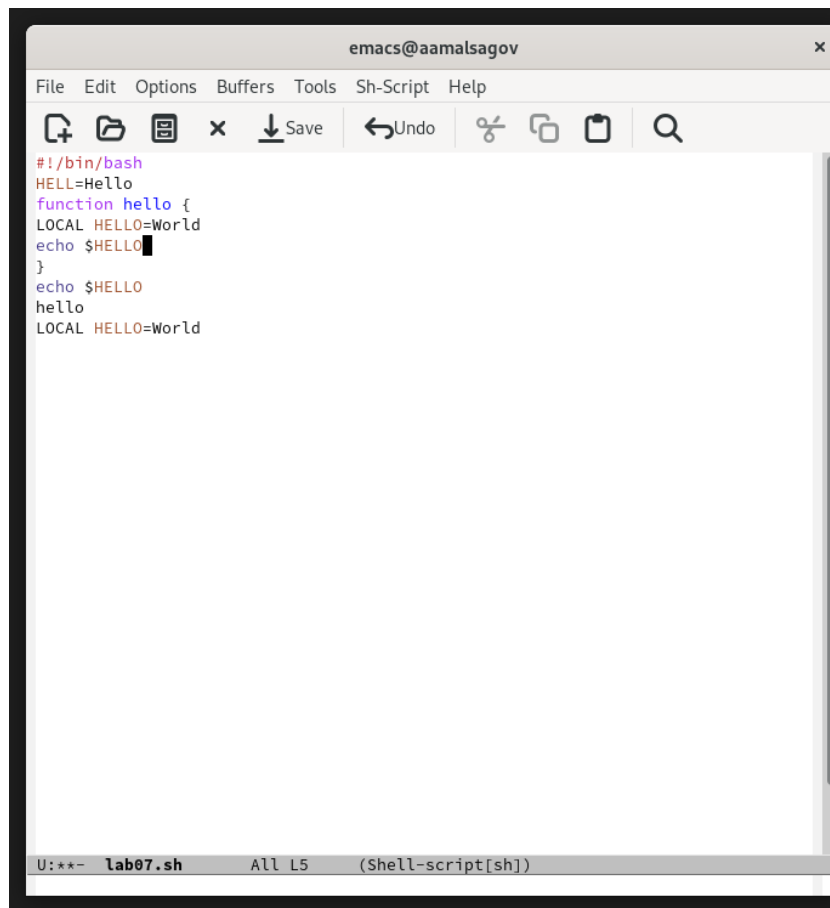 emacs@aamalsagov ×
File Edit Options Buffers Tools Sh-Script Help
Save Undo
#!/bin/bash
HELL=Hello
function hello {
LOCAL HELLO=World
echo $HELLO
}
echo $HELLO
hello
LOCAL HELLO=World
U:**- lab07.sh All L5 (Shell-script[sh])